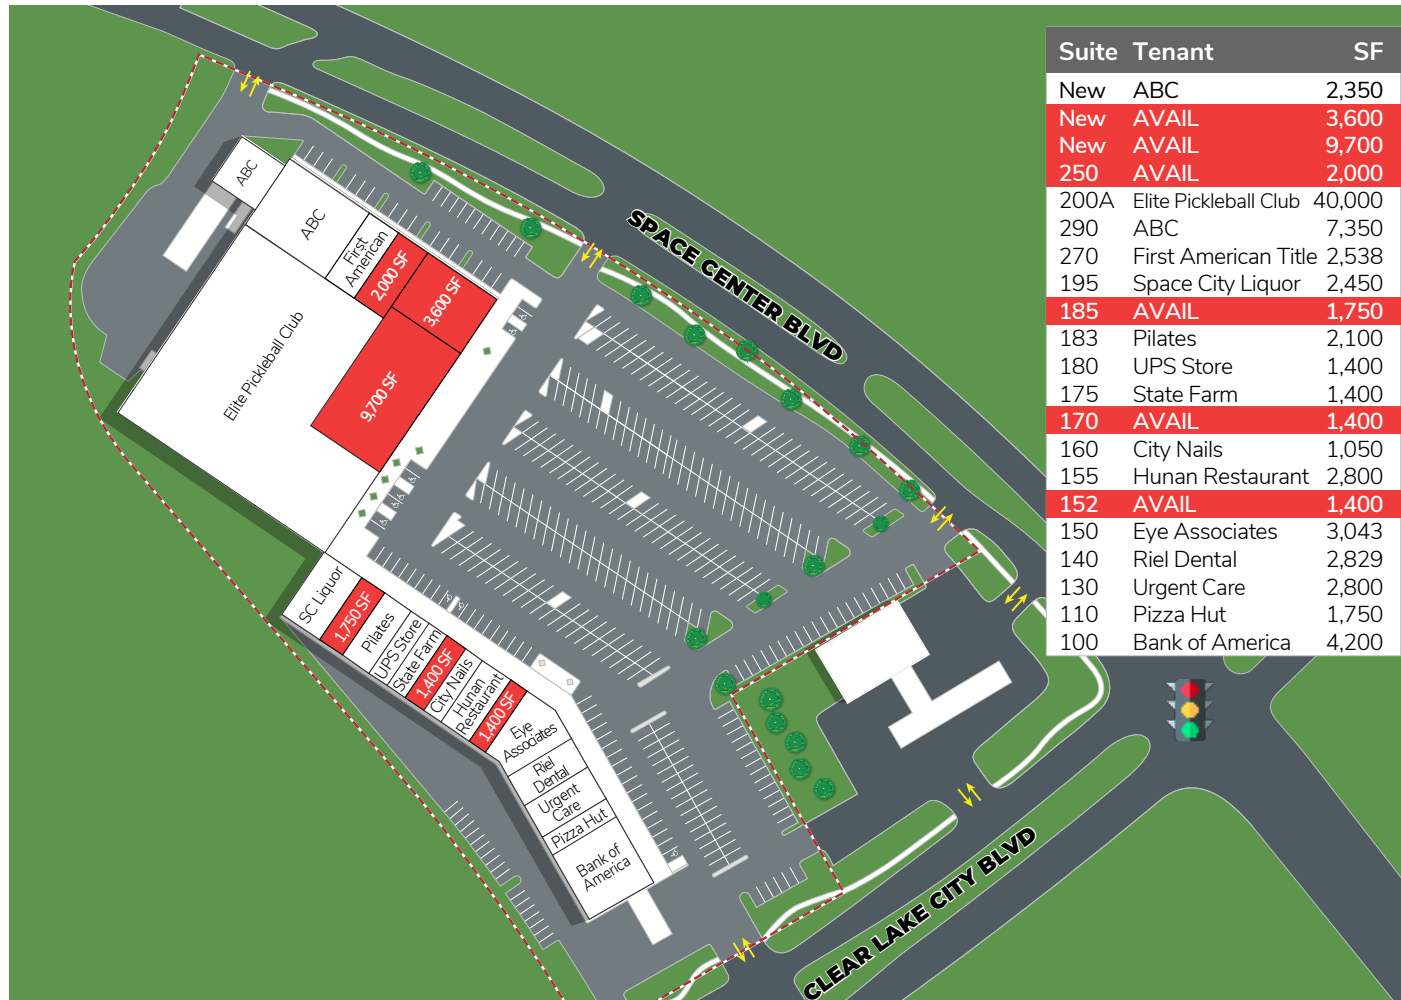 Suite Tenant SF
New ABC 2,350
New AVAIL 3,600
New AVAIL 9,700
250 AVAIL 2,000
200A Elite Pickleball Club 40,000
290 ABC 7,350
270 First American Title 2,538
195 Space City Liquor 2,450
185 AVAIL 1,750
183 Pilates 2,100
180 UPS Store 1,400
175 State Farm 1,400
170 AVAIL 1,400
160 City Nails 1,050
155 Hunan Restaurant 2,800
152 AVAIL 1,400
150 Eye Associates 3,043
140 Riel Dental 2,829
130 Urgent Care 2,800
110 Pizza Hut 1,750
100 Bank of America 4,200
SPACE CENTER BLVD
CLEAR LAKE CITY BLVD
ABC
ABC
First
American
2,000 SF
3,600 SF
9,700 SF
Elite Pickleball Club
SC Liquor
1,750 SF
Pilates
UPS Store
State Farm
1,400 SF
City Nails
Hunan
Restaurant
1,400 SF
Eye
Associates
Riel
Dental
Urgent
Care
Pizza Hut
Bank of
America